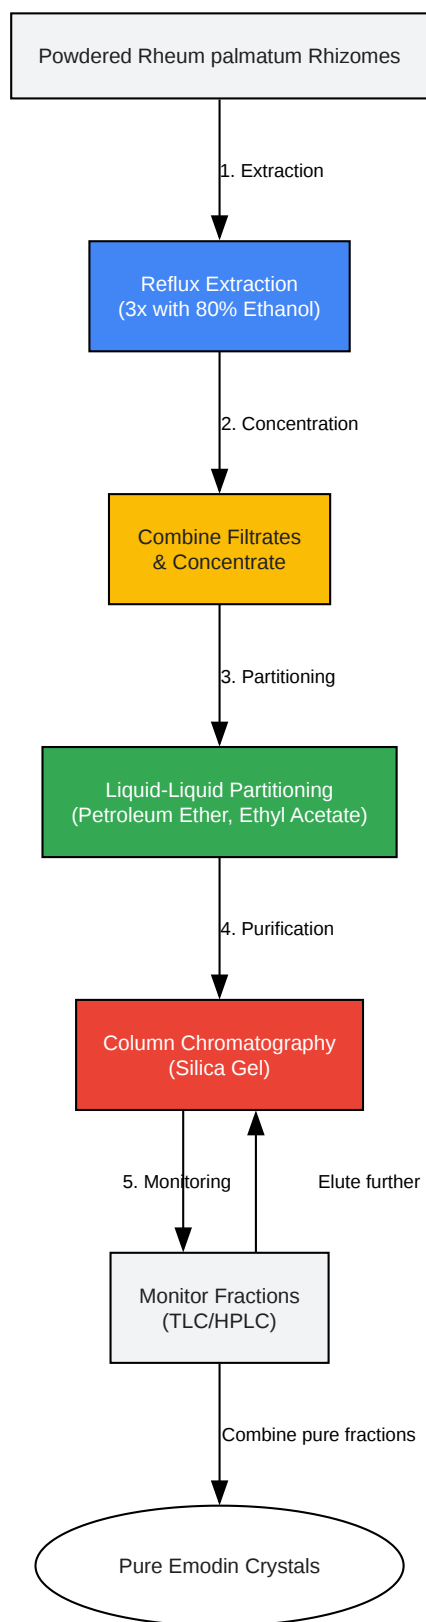 Powdered Rheum palmatum Rhizomes
1. Extraction
Reflux Extraction
(3x with 80% Ethanol)
2. Concentration
Combine Filtrates
& Concentrate
3. Partitioning
Liquid-Liquid Partitioning
(Petroleum Ether, Ethyl Acetate)
4. Purification
Column Chromatography
(Silica Gel)
5. Monitoring
Elute further
Monitor Fractions
(TLC/HPLC)
Combine pure fractions
Pure Emodin Crystals